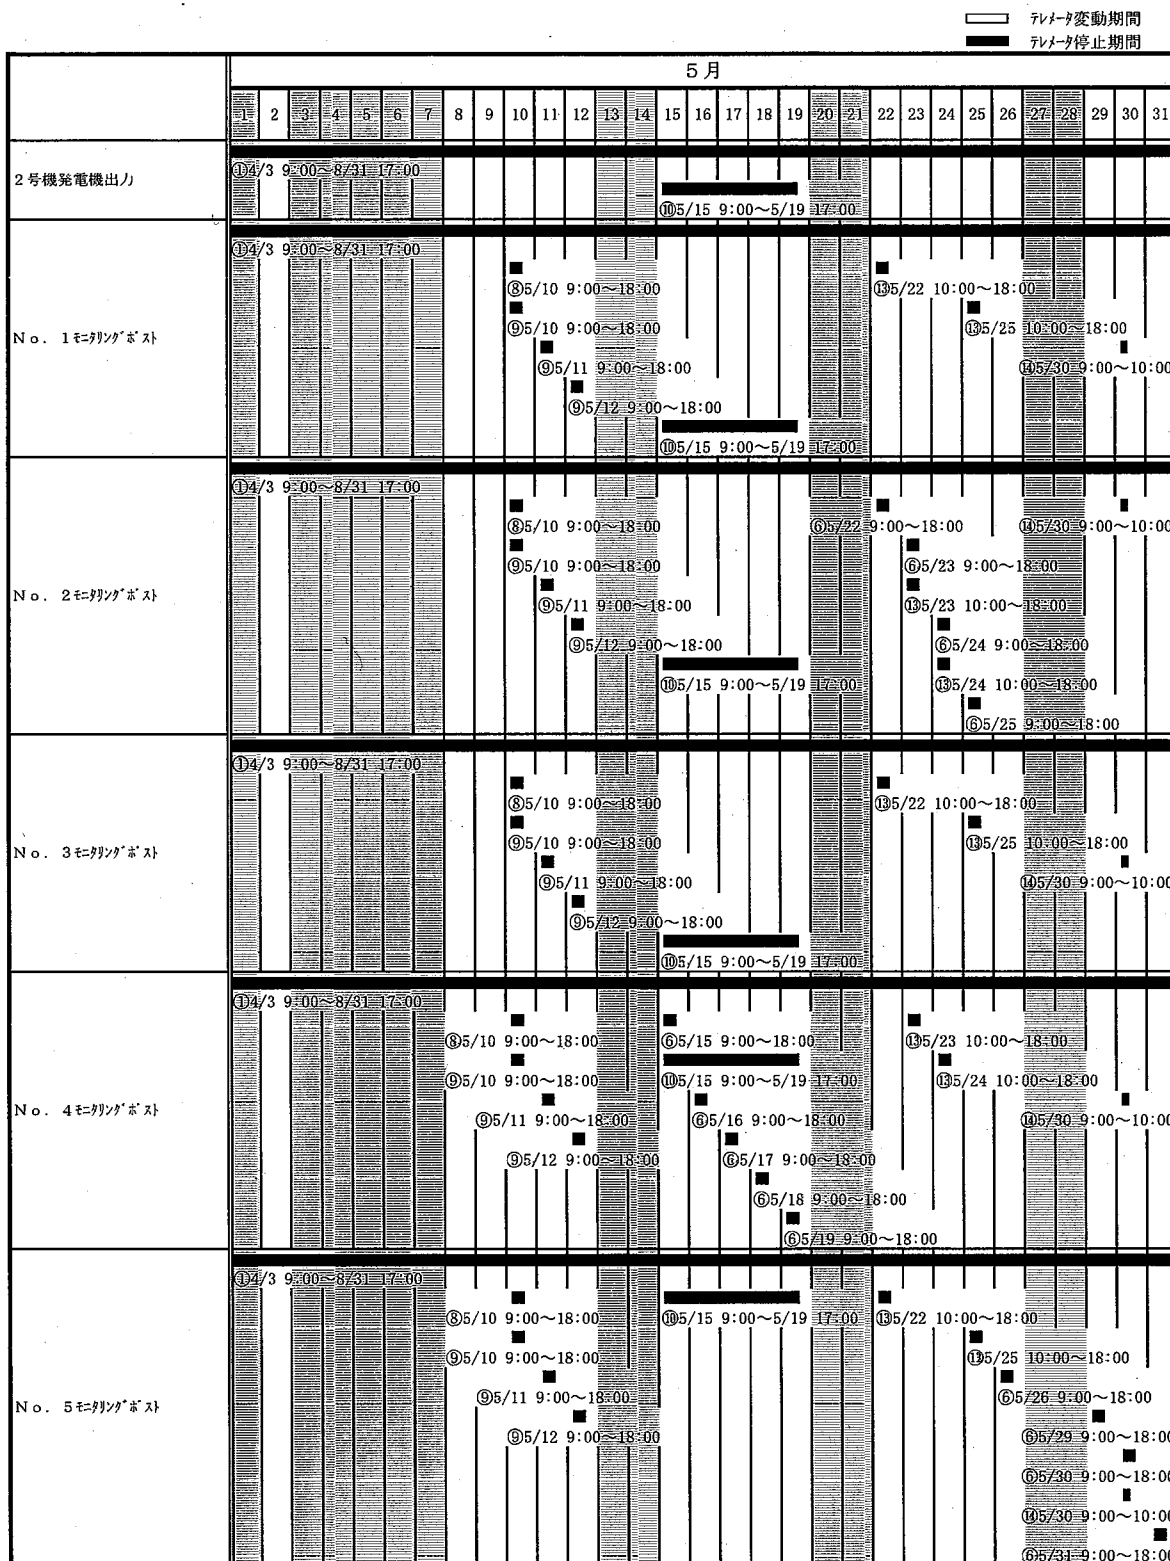 テレメータ変動期間
テレメータ停止期間
5月
1 2 3 4 5 6 7 8 9 10 11 12 13 14 15 16 17 18 19 20 21 22 23 24 25 26 27 28 29 30 31
2号機発電機出力
①4/3 9:00～8/31 17:00
⑩5/15 9:00～5/19 17:00
No. 1モニタリングポスト
①4/3 9:00～8/31 17:00
⑧5/10 9:00～18:00 ⑬5/22 10:00～18:00
⑨5/10 9:00～18:00 ⑬5/25 10:00～18:00
⑨5/11 9:00～18:00 ⑭5/30 9:00～10:00
⑨5/12 9:00～18:00
⑩5/15 9:00～5/19 17:00
No. 2モニタリングポスト
①4/3 9:00～8/31 17:00
⑧5/10 9:00～18:00 ⑥5/22 9:00～18:00 ⑭5/30 9:00～10:00
⑨5/10 9:00～18:00 ⑥5/23 9:00～18:00
⑨5/11 9:00～18:00 ⑬5/23 10:00～18:00
⑨5/12 9:00～18:00 ⑥5/24 9:00～18:00
⑩5/15 9:00～5/19 17:00 ⑬5/24 10:00～18:00
⑥5/25 9:00～18:00
No. 3モニタリングポスト
①4/3 9:00～8/31 17:00
⑧5/10 9:00～18:00 ⑬5/22 10:00～18:00
⑨5/10 9:00～18:00 ⑬5/25 10:00～18:00
⑨5/11 9:00～18:00 ⑭5/30 9:00～10:00
⑨5/12 9:00～18:00
⑩5/15 9:00～5/19 17:00
No. 4モニタリングポスト
①4/3 9:00～8/31 17:00
⑧5/10 9:00～18:00 ⑥5/15 9:00～18:00 ⑬5/23 10:00～18:00
⑨5/10 9:00～18:00 ⑩5/15 9:00～5/19 17:00 ⑬5/24 10:00～18:00
⑨5/11 9:00～18:00 ⑥5/16 9:00～18:00 ⑭5/30 9:00～10:00
⑨5/12 9:00～18:00 ⑥5/17 9:00～18:00
⑥5/18 9:00～18:00
⑥5/19 9:00～18:00
No. 5モニタリングポスト
①4/3 9:00～8/31 17:00
⑧5/10 9:00～18:00 ⑩5/15 9:00～5/19 17:00 ⑬5/22 10:00～18:00
⑨5/10 9:00～18:00 ⑬5/25 10:00～18:00
⑨5/11 9:00～18:00 ⑥5/26 9:00～18:00
⑨5/12 9:00～18:00 ⑥5/29 9:00～18:00
⑥5/30 9:00～18:00
⑭5/30 9:00～10:00
⑥5/31 9:00～18:00